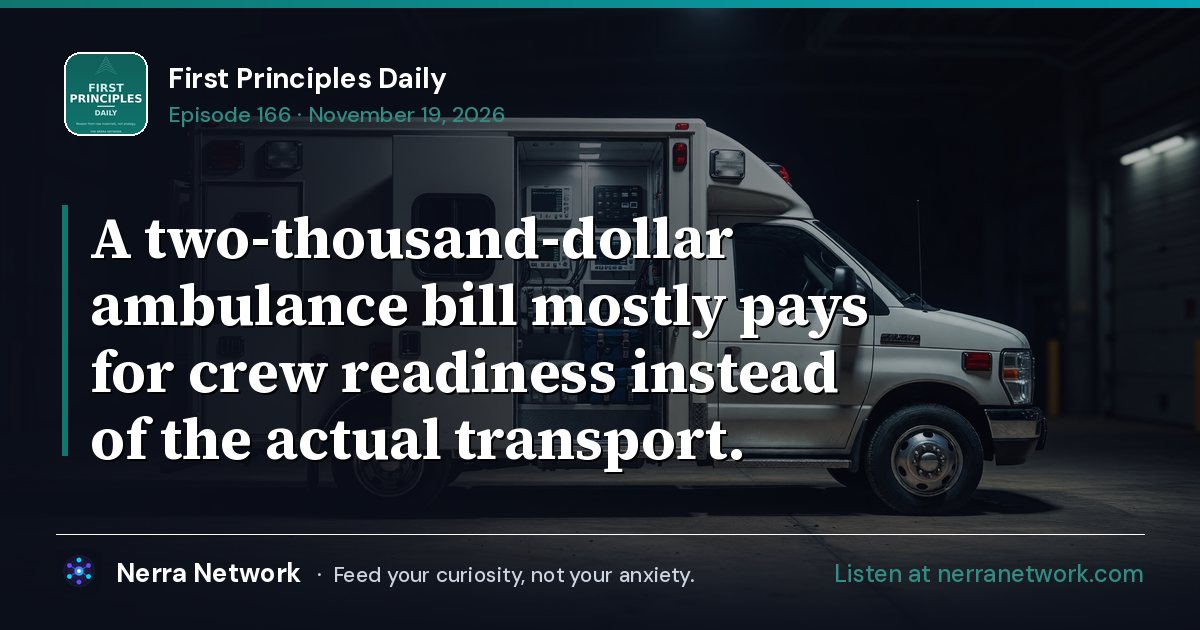 FIRST
PRINCIPLES
DAILY
First Principles Daily
Episode 166 · November 19, 2026
A two-thousand-dollar
ambulance bill mostly pays
for crew readiness instead
of the actual transport.
Nerra Network · Feed your curiosity, not your anxiety.
Listen at nerranetwork.com